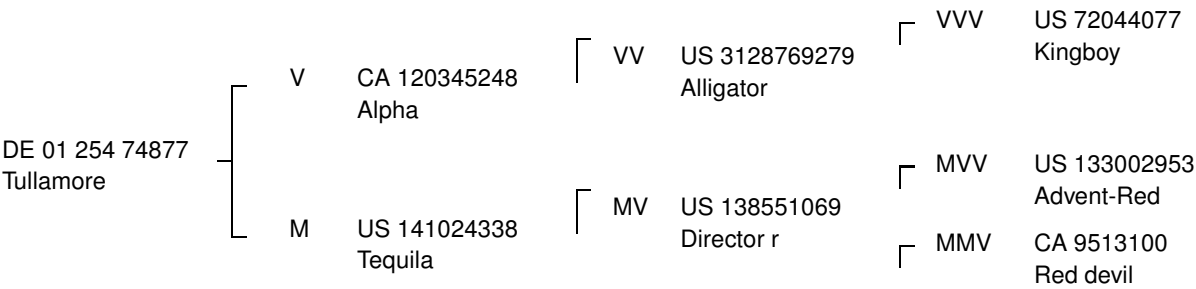 DE 01 254 74877
Tullamore
V CA 120345248
Alpha
M US 141024338
Tequila
VV US 3128769279
Alligator
MV US 138551069
Director r
VVV US 72044077
Kingboy
MVV US 133002953
Advent-Red
MMV CA 9513100
Red devil